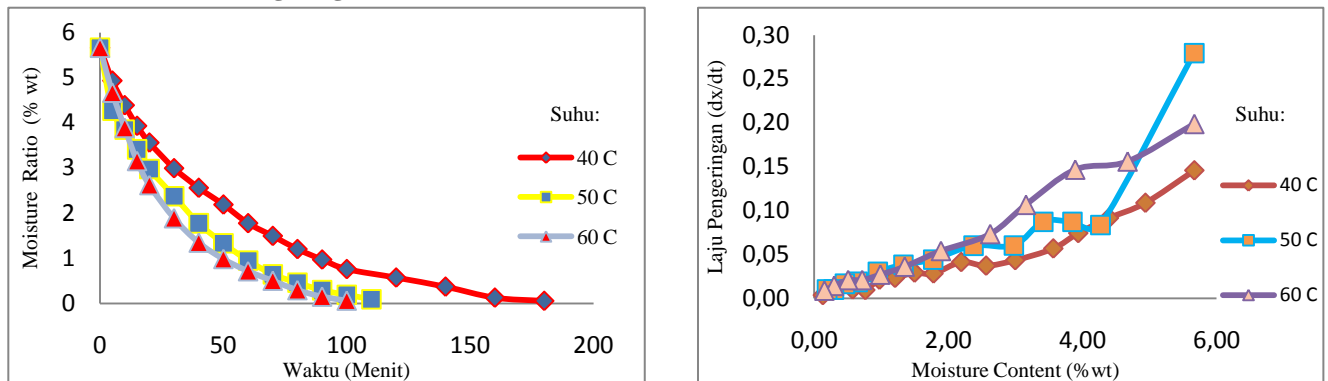 6
5
4
3
2
1
0
Moisture Ratio (% wt)
0
50
100
150
200
Waktu (Menit)
Suhu:
40 C
50 C
60 C
0,30
0,25
0,20
0,15
0,10
0,05
0,00
Laju Pengeringan (dx/dt)
0,00
2,00
4,00
6,00
Moisture Content (%wt)
Suhu:
40 C
50 C
60 C